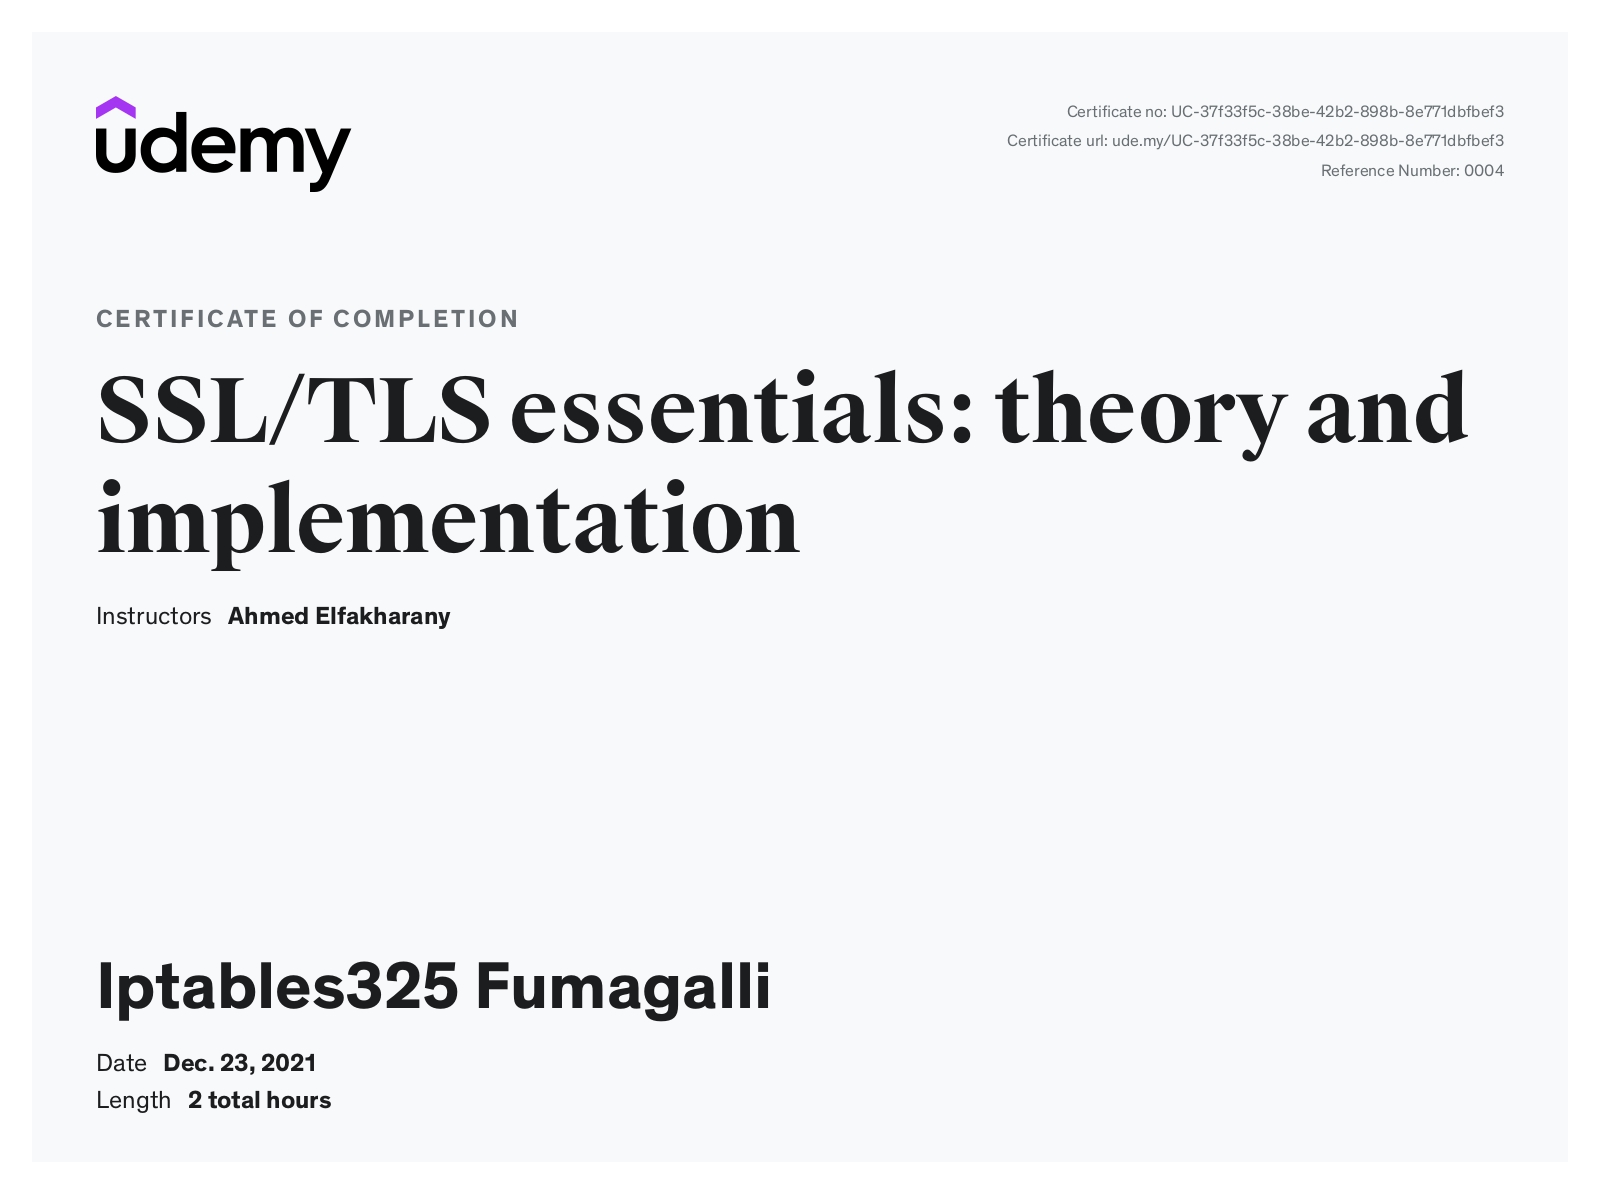 udemy
Certificate no: UC-37f33f5c-38be-42b2-898b-8e771dbfbef3
Certificate url: ude.my/UC-37f33f5c-38be-42b2-898b-8e771dbfbef3
Reference Number: 0004
CERTIFICATE OF COMPLETION
SSL/TLS essentials: theory and
implementation
Instructors Ahmed Elfakharany
Iptables325 Fumagalli
Date Dec. 23, 2021
Length 2 total hours